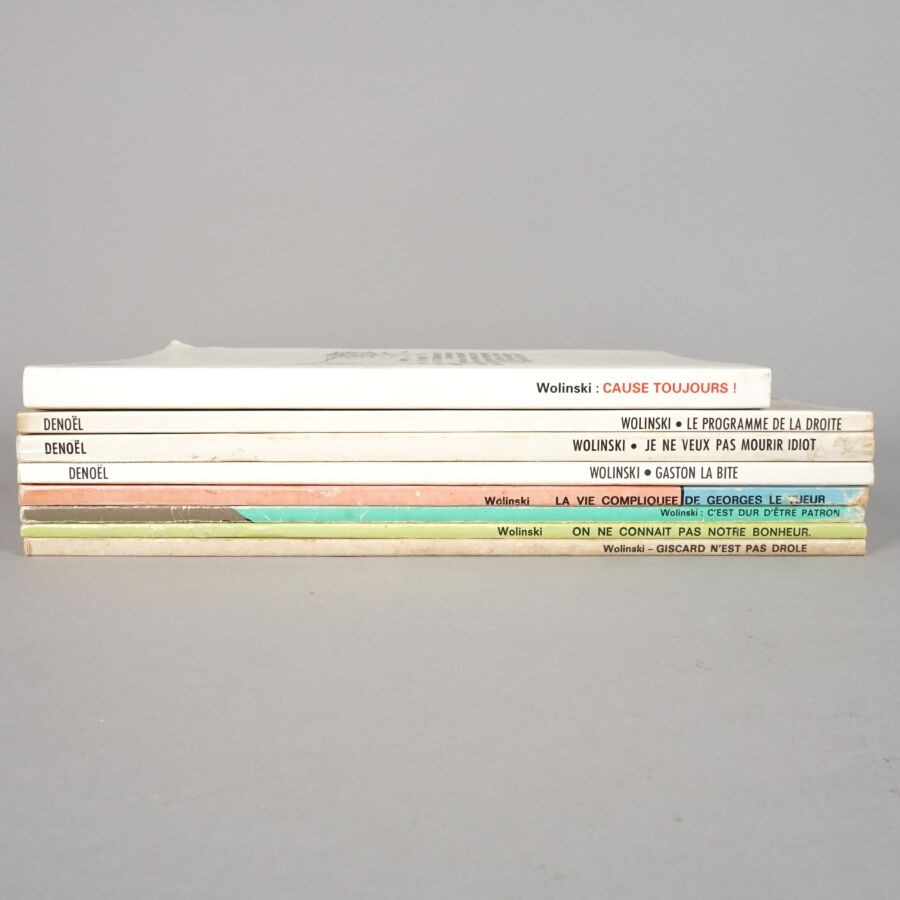 Wolinski : CAUSE TOUJOURS !
DENOËL WOLINSKI • LE PROGRAMME DE LA DROITE
DENOËL WOLINSKI • JE NE VEUX PAS MOURIR IDIOT
DENOËL WOLINSKI • GASTON LA BITE
Wolinski LA VIE COMPLIQUEE DE GEORGES LE TUEUR
Wolinski : C'EST DUR D'ÊTRE PATRON
Wolinski ON NE CONNAIT PAS NOTRE BONHEUR.
Wolinski – GISCARD N'EST PAS DROLE